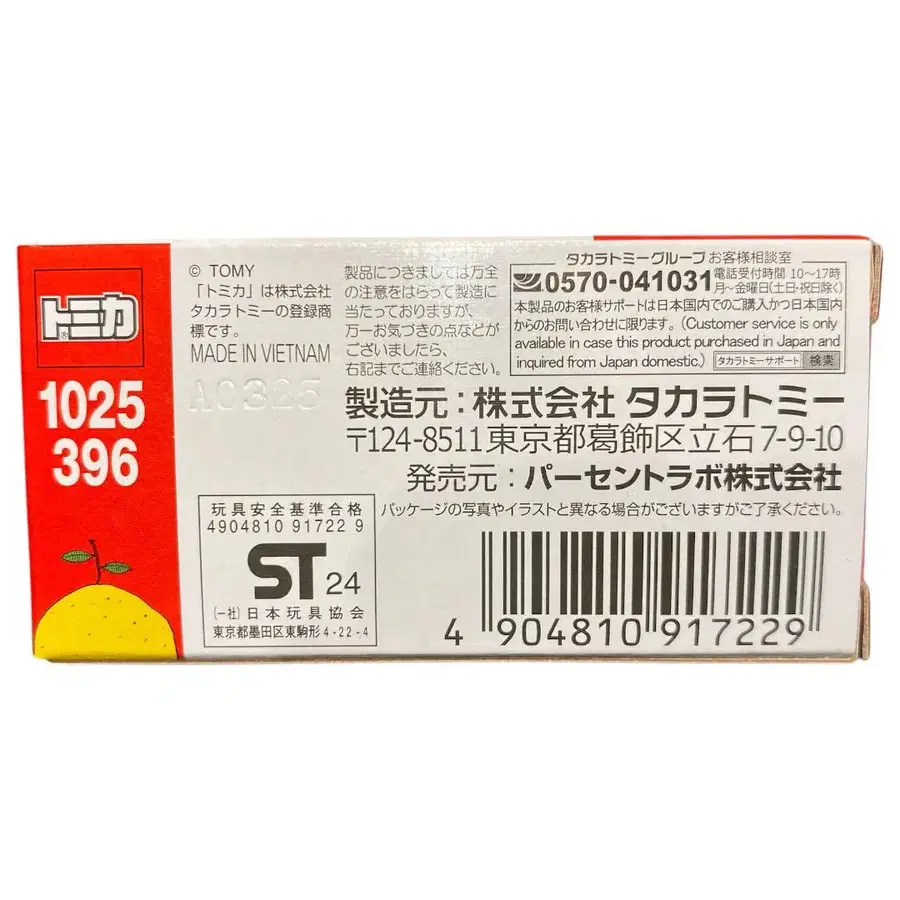 トミカ®
1025
396
© TOMY
「トミカ」は株式会社
タカラトミーの登録商
標です。
MADE IN VIETNAM
AC325
製品につきましては万全
の注意をはらって製造に
当たっておりますが、
万一お気づきの点などが
ございましたら、
右記までご連絡ください。
タカラトミーグループ お客様相談室
0570-041031 電話受付時間 10～17時
月～金曜日(土日・祝日除く)
本製品のお客様サポートは日本国内でのご購入かつ日本国内
からのお問い合わせに限ります。(Customer service is only
available in case this product purchased in Japan and
inquired from Japan domestic.) タカラトミーサポート 検索
製造元：株式会社 タカラトミー
〒124-8511 東京都葛飾区立石7-9-10
発売元：パーセントラボ株式会社
パッケージの写真やイラストと異なる場合がございますがご了承ください。
玩具安全基準合格
4904810 91722 9
ST 24
(一社)日本玩具協会
東京都墨田区東駒形4-22-4
4 904810 917229